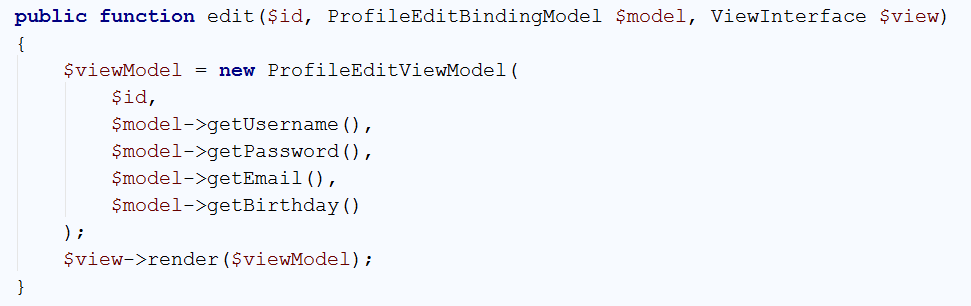 public function edit($id, ProfileEditBindingModel $model, ViewInterface $view)
{
    $viewModel = new ProfileEditViewModel(
        $id,
        $model->getUsername(),
        $model->getPassword(),
        $model->getEmail(),
        $model->getBirthday()
    );
    $view->render($viewModel);
}